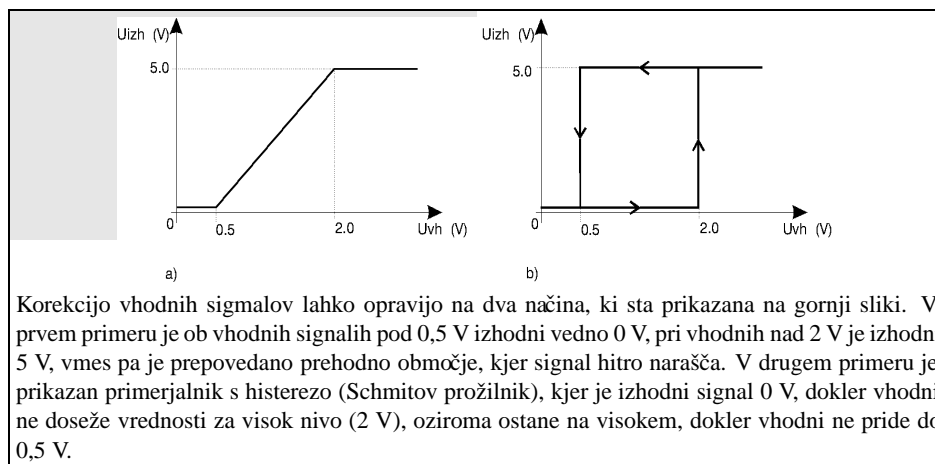 Uizh (V)
5.0
0
0.5
2.0
Uvh (V)
a)
Uizh (V)
5.0
0
0.5
2.0
Uvh (V)
b)
Korekcijo vhodnih sigmalov lahko opravijo na dva načina, ki sta prikazana na gornji sliki. V
prvem primeru je ob vhodnih signalih pod 0,5 V izhodni vedno 0 V, pri vhodnih nad 2 V je izhodni
5 V, vmes pa je prepovedano prehodno območje, kjer signal hitro narašča. V drugem primeru je
prikazan primerjalnik s histerezo (Schmitov prožilnik), kjer je izhodni signal 0 V, dokler vhodni
ne doseže vrednosti za visok nivo (2 V), oziroma ostane na visokem, dokler vhodni ne pride do
0,5 V.